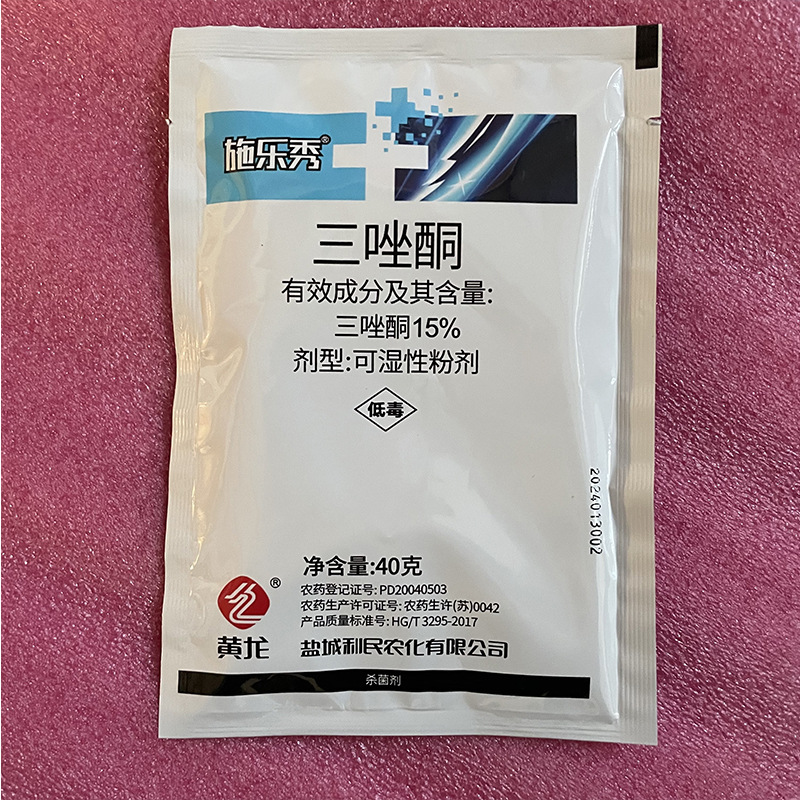 施乐秀®
三唑酮
有效成分及其含量:
三唑酮15%
剂型:可湿性粉剂
低毒
2024013002
净含量:40克
农药登记证号: PD20040503
农药生产许可证号: 农药生许(苏)0042
产品质量标准号: HG/T 3295-2017
®
黄龙
盐城利民农化有限公司
杀菌剂